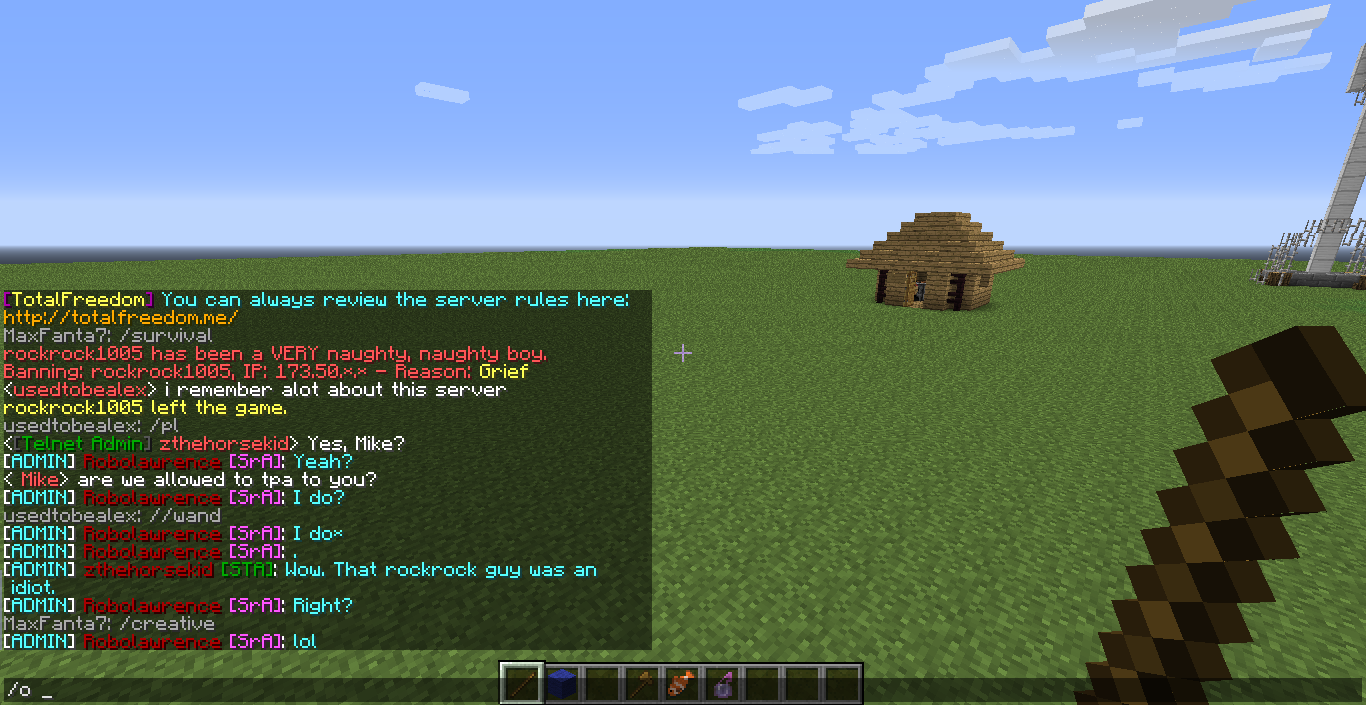 [TotalFreedom] You can always review the server rules here:
http://totalfreedom.me/
MaxFanta7: /survival
rockrock1005 has been a VERY naughty, naughty boy.
Banning: rockrock1005, IP: 173.50.*.* - Reason: Grief
<usedtobealex> i remember alot about this server
rockrock1005 left the game.
usedtobealex: /pl
<[Telnet Admin] zthehorsekid> Yes, Mike?
[ADMIN] Robolawrence [SrA]: Yeah?
< Mike> are we allowed to tpa to you?
[ADMIN] Robolawrence [SrA]: I do?
usedtobealex: //wand
[ADMIN] Robolawrence [SrA]: I do*
[ADMIN] Robolawrence [SrA]: .
[ADMIN] zthehorsekid [STA]: Wow. That rockrock guy was an
idiot.
[ADMIN] Robolawrence [SrA]: Right?
MaxFanta7: /creative
[ADMIN] Robolawrence [SrA]: lol
/o _